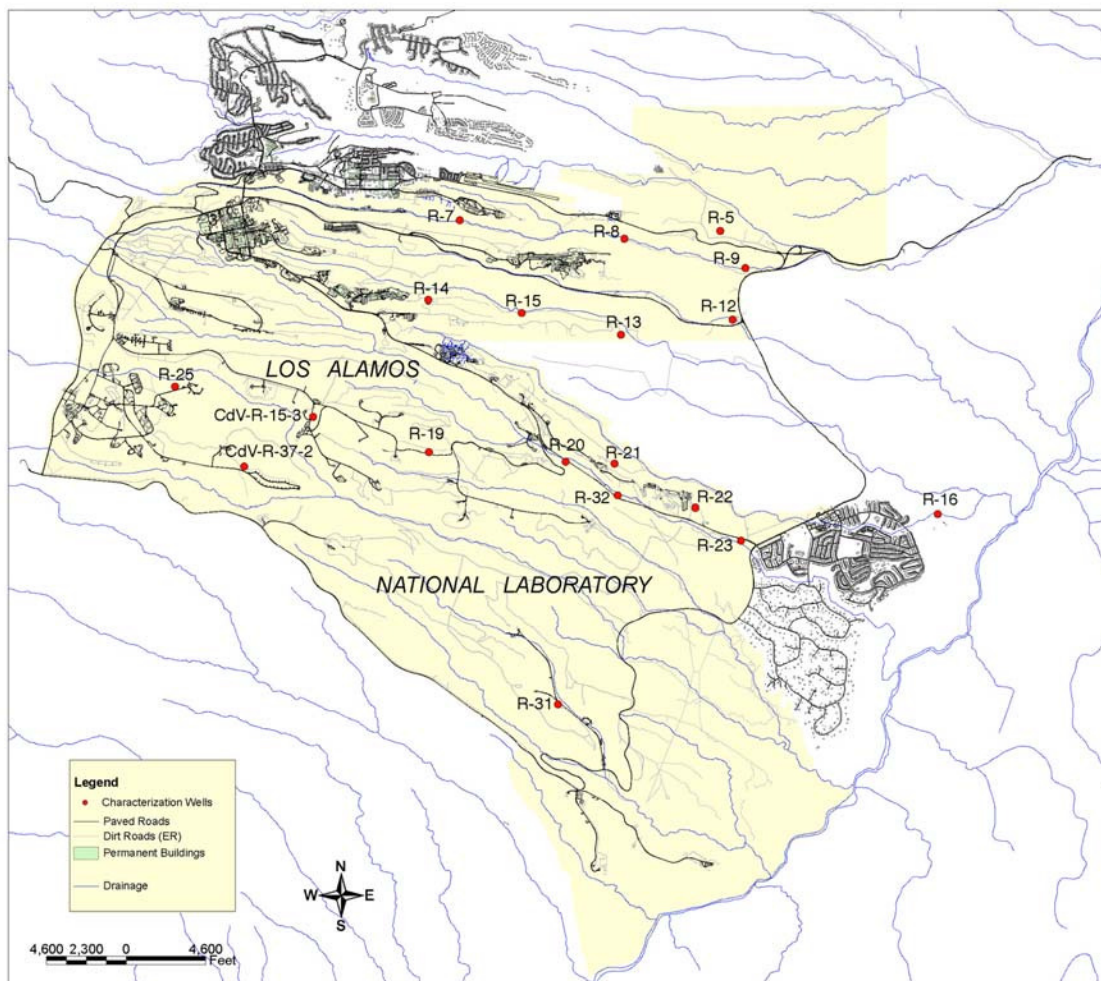 R-5
R-7
R-8
R-9
R-14
R-15
R-12
R-13
LOS ALAMOS
R-25
CdV-R-15-3
R-19
CdV-R-37-2
R-20
R-21
R-32
R-22
R-16
R-23
NATIONAL LABORATORY
R-31
Legend
Characterization Wells
Paved Roads
Dirt Roads (ER)
Permanent Buildings
Drainage
N
W E
S
4,600 2,300 0 4,600
Feet